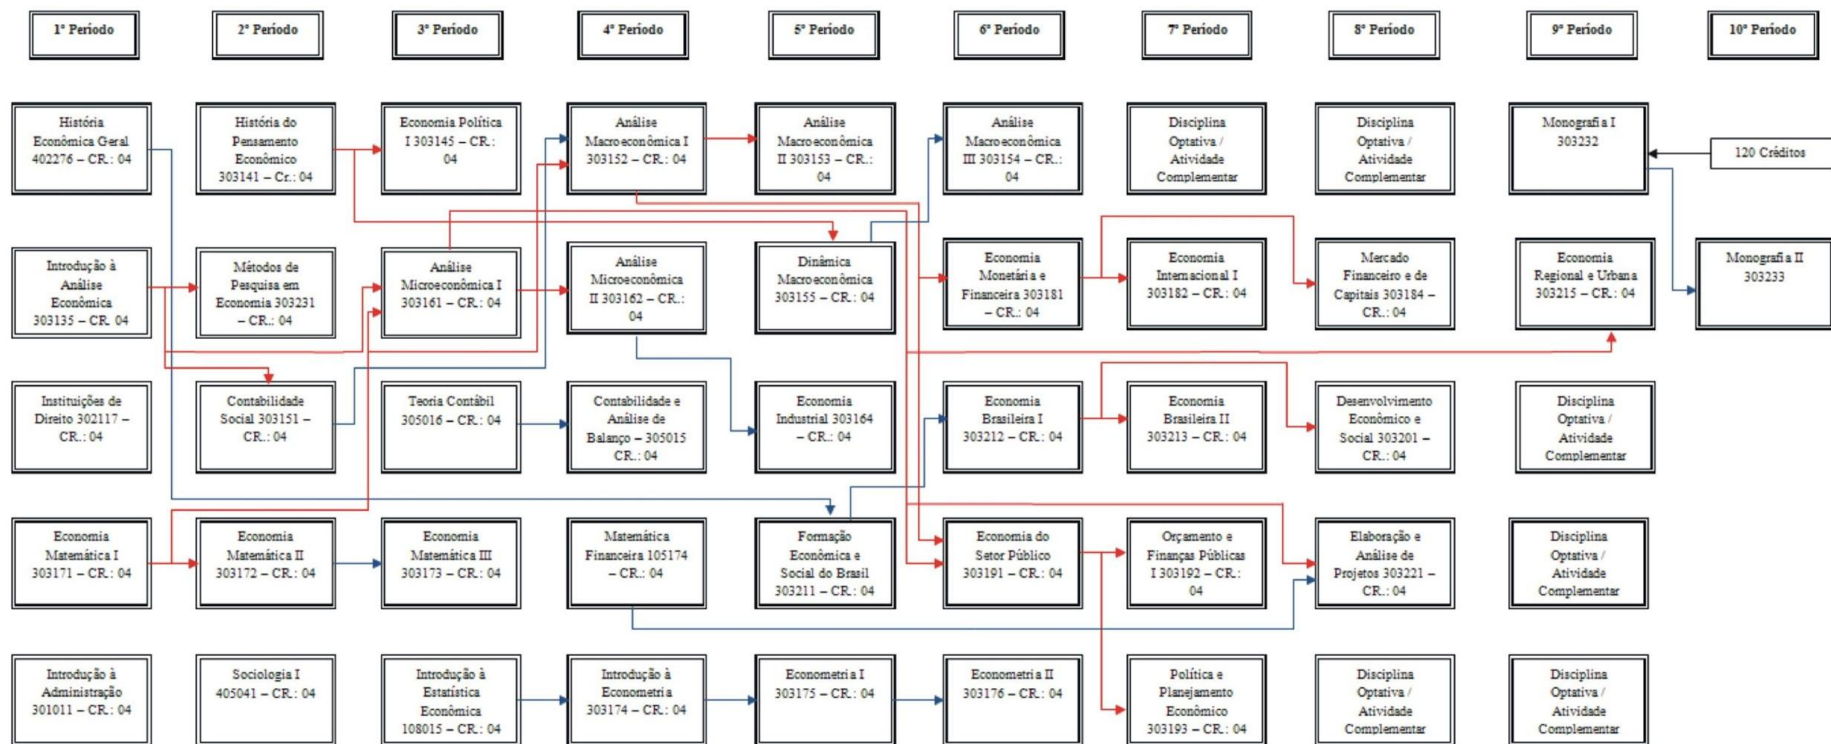 1º Período
2º Período
3º Período
4º Período
5º Período
6º Período
7º Período
8º Período
9º Período
10º Período
História
Econômica Geral
402276 – CR.: 04
História do
Pensamento
Econômico
303141 – Cr.: 04
Economia Política
I 303145 – CR.:
04
Análise
Macroeconômica I
303152 – CR.: 04
Análise
Macroeconômica
II 303153 – CR.:
04
Análise
Macroeconômica
III 303154 – CR.:
04
Disciplina
Optativa /
Atividade
Complementar
Disciplina
Optativa /
Atividade
Complementar
Monografia I
303232
120 Créditos
Introdução à
Análise
Econômica
303135 – CR. 04
Métodos de
Pesquisa em
Economia 303231
– CR.: 04
Análise
Microeconômica I
303161 – CR.: 04
Análise
Microeconômica
II 303162 – CR.:
04
Dinâmica
Macroeconômica
303155 – CR.: 04
Economia
Monetária e
Financeira 303181
– CR.: 04
Economia
Internacional I
303182 – CR.: 04
Mercado
Financeiro e de
Capitais 303184 –
CR.: 04
Economia
Regional e Urbana
303215 – CR.: 04
Monografia II
303233
Instituições de
Direito 302117 –
CR.: 04
Contabilidade
Social 303151 –
CR.: 04
Teoria Contábil
305016 – CR.: 04
Contabilidade e
Análise de
Balanço – 305015
CR.: 04
Economia
Industrial 303164
– CR.: 04
Economia
Brasileira I
303212 – CR.: 04
Economia
Brasileira II
303213 – CR.: 04
Desenvolvimento
Econômico e
Social 303201 –
CR.: 04
Disciplina
Optativa /
Atividade
Complementar
Economia
Matemática I
303171 – CR.: 04
Economia
Matemática II
303172 – CR.: 04
Economia
Matemática III
303173 – CR.: 04
Matemática
Financeira 105174
– CR.: 04
Formação
Econômica e
Social do Brasil
303211 – CR.: 04
Economia do
Setor Público
303191 – CR.: 04
Orçamento e
Finanças Públicas
I 303192 – CR.:
04
Elaboração e
Análise de
Projetos 303221 –
CR.: 04
Disciplina
Optativa /
Atividade
Complementar
Introdução à
Administração
301011 – CR.: 04
Sociologia I
405041 – CR.: 04
Introdução à
Estatística
Econômica
108015 – CR.: 04
Introdução à
Econometria
303174 – CR.: 04
Econometria I
303175 – CR.: 04
Econometria II
303176 – CR.: 04
Política e
Planejamento
Econômico
303193 – CR.: 04
Disciplina
Optativa /
Atividade
Complementar
Disciplina
Optativa /
Atividade
Complementar